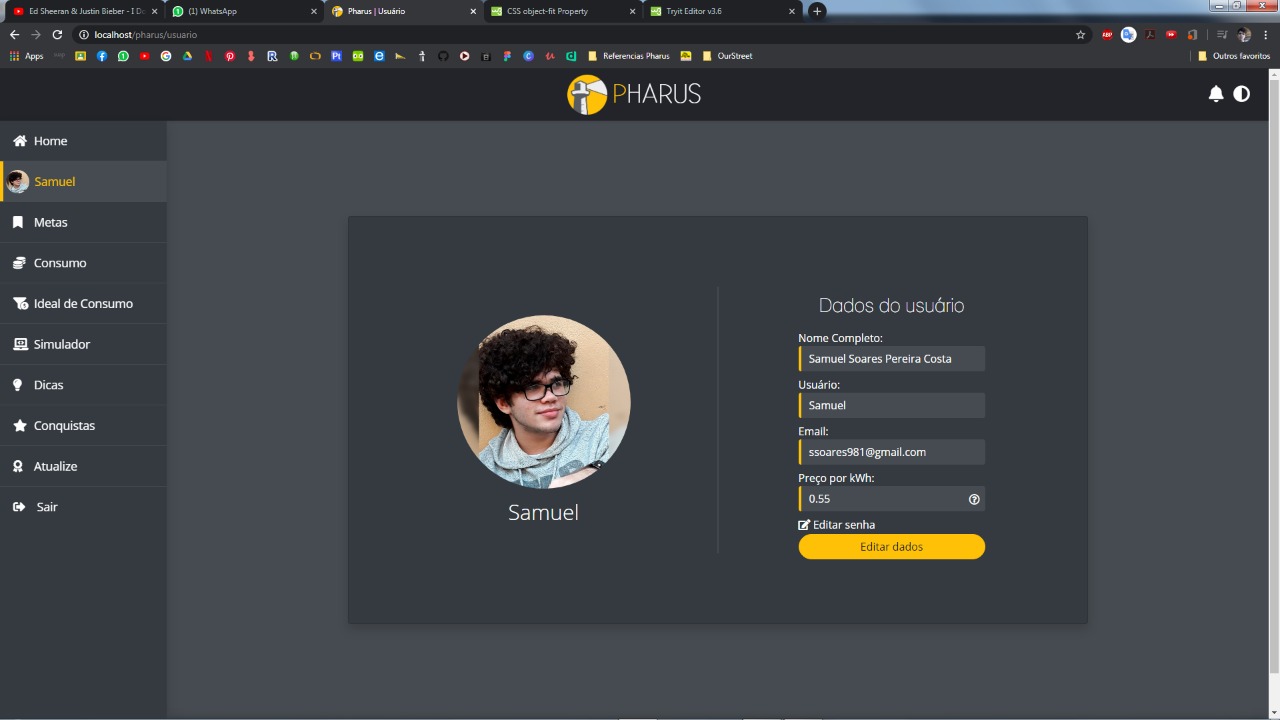 Ed Sheeran & Justin Bieber - I D
(1) WhatsApp
Pharus | Usuário
CSS object-fit Property
Tryit Editor v3.6
localhost/pharus/usuario
Apps
Referencias Pharus
OurStreet
Outros favoritos
PHARUS
Home
Samuel
Metas
Consumo
Ideal de Consumo
Simulador
Dicas
Conquistas
Atualize
Sair
Samuel
Dados do usuário
Nome Completo:
Samuel Soares Pereira Costa
Usuário:
Samuel
Email:
ssoares981@gmail.com
Preço por kWh:
0.55
Editar senha
Editar dados